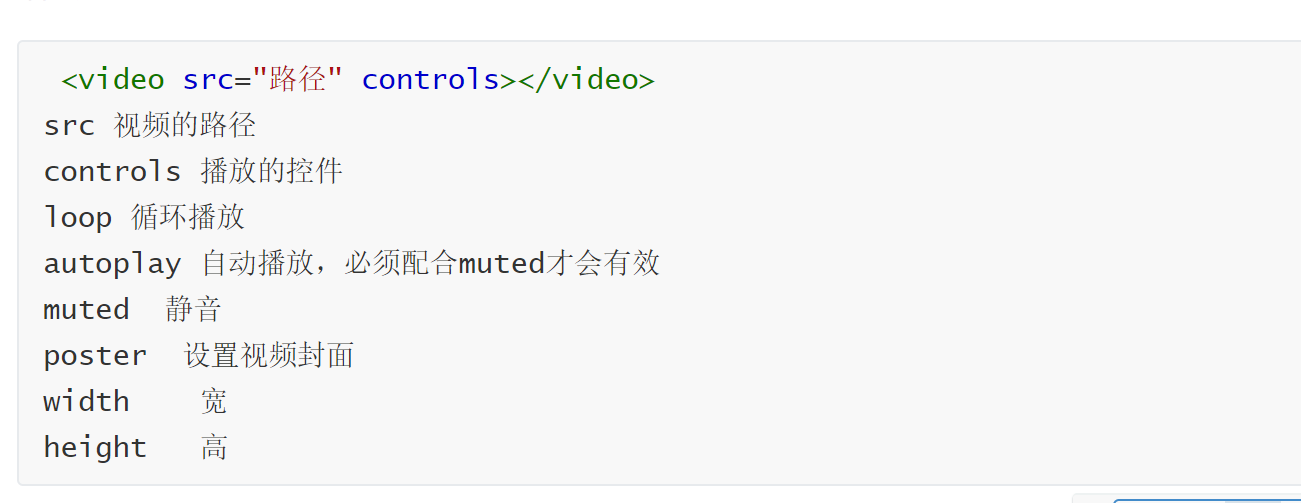 <video src="路径" controls></video>
src 视频的路径
controls 播放的控件
loop 循环播放
autoplay 自动播放，必须配合muted才会有效
muted  静音
poster  设置视频封面
width    宽
height   高